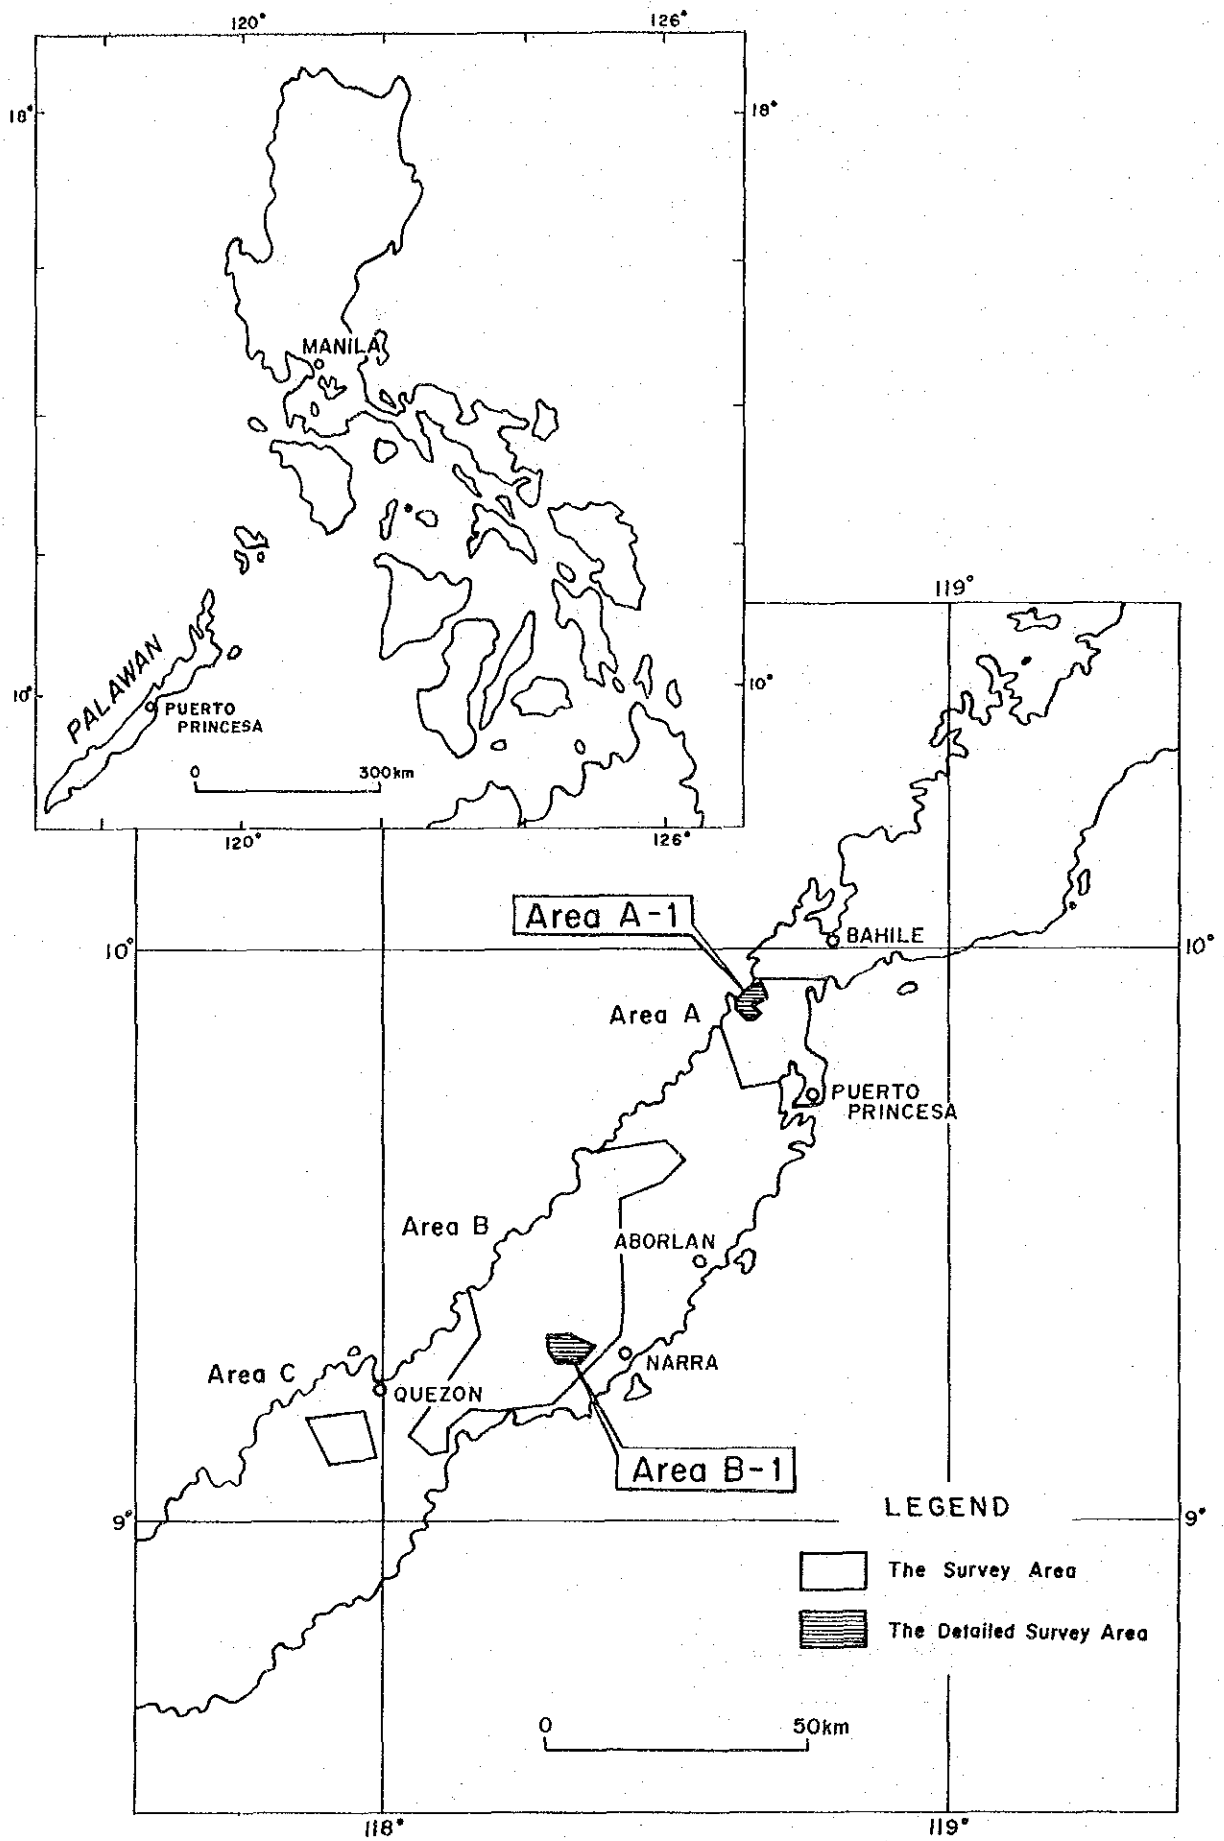 120°
126°
18°
18°
MANILA
119°
PALAWAN
10°
10°
PUERTO
PRINCESA
0
300km
120°
126°
Area A-1
BAHILE
10°
10°
Area A
PUERTO
PRINCESA
Area B
ABORLAN
NARRA
Area C
QUEZON
Area B-1
LEGEND
9°
9°
The Survey Area
The Detailed Survey Area
0
50km
118°
119°